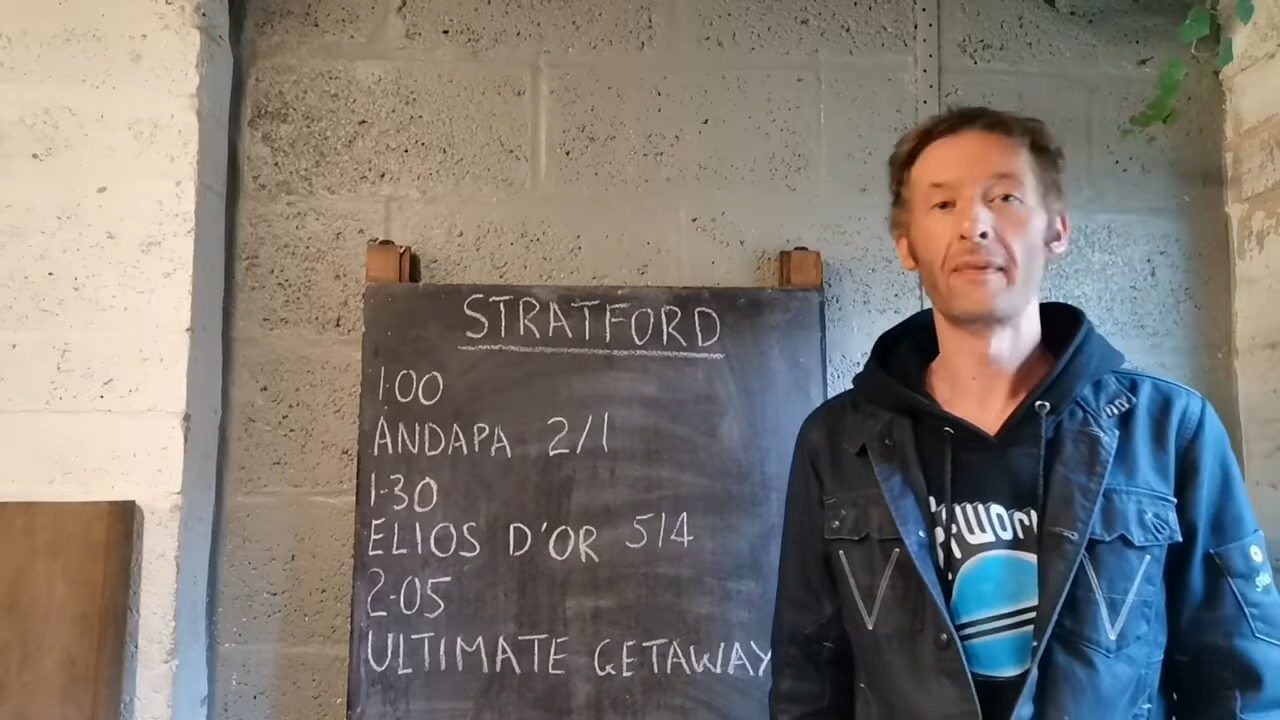 STRATFORD
1.00
ANDAPA 2/1
1-30
ELIOS D'OR 5/4
2-05
ULTIMATE GETAWAY